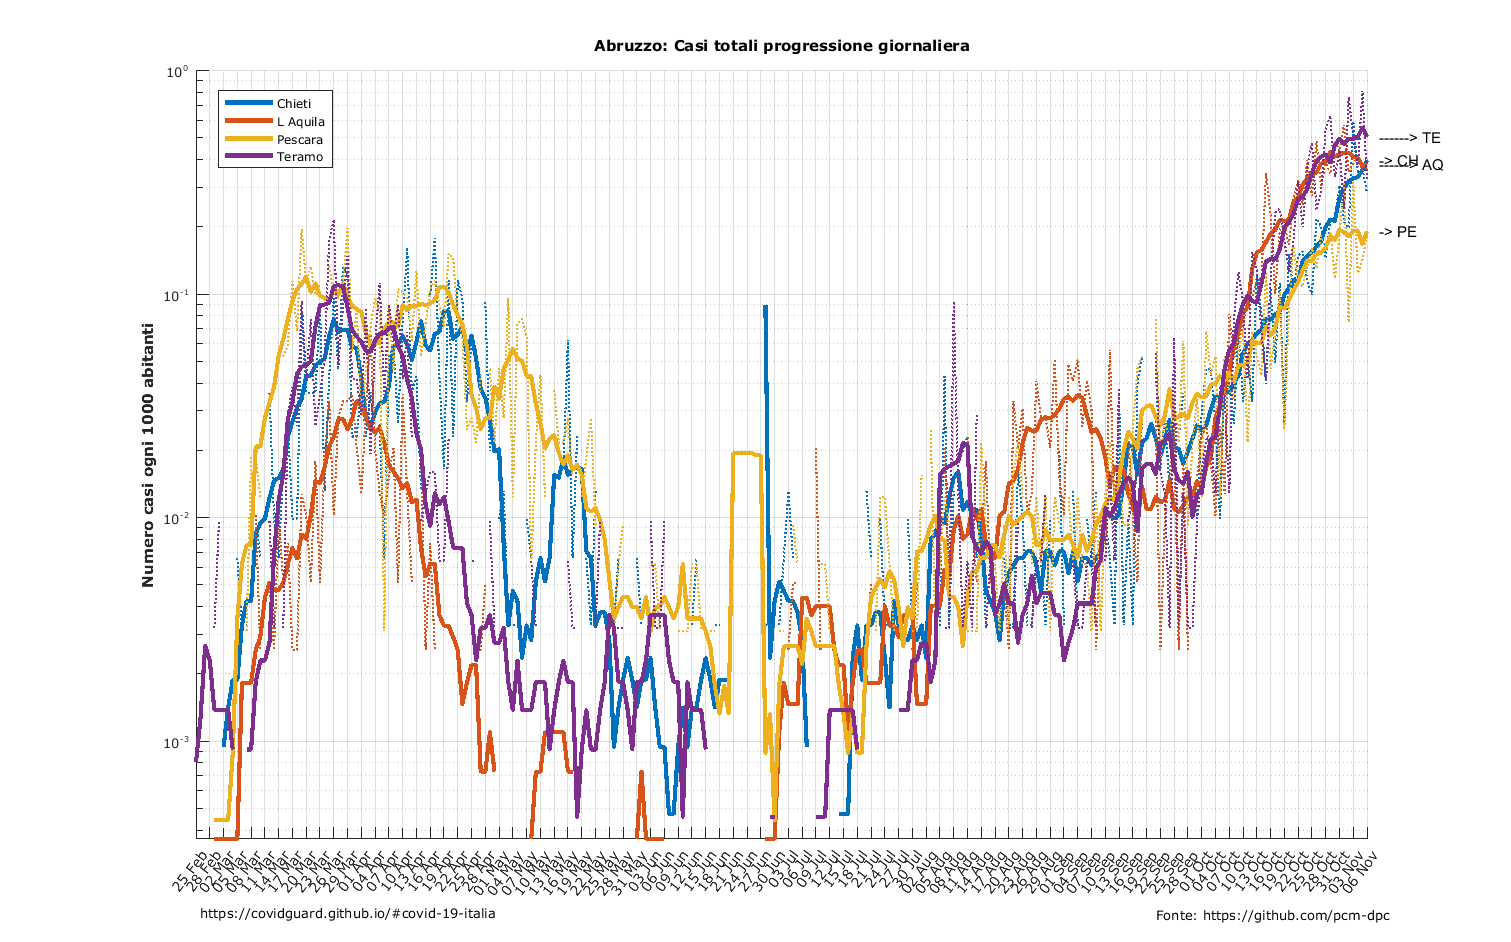 Abruzzo: Casi totali progressione giornaliera
Numero casi ogni 1000 abitanti
10⁰
10⁻¹
10⁻²
10⁻³
Chieti
L Aquila
Pescara
Teramo
------> TE
-> CH
------> AQ
-> PE
25 Feb
28 Feb
02 Mar
05 Mar
08 Mar
11 Mar
14 Mar
17 Mar
20 Mar
23 Mar
26 Mar
29 Mar
01 Apr
04 Apr
07 Apr
10 Apr
13 Apr
16 Apr
19 Apr
22 Apr
25 Apr
28 Apr
01 May
04 May
07 May
10 May
13 May
16 May
19 May
22 May
25 May
28 May
31 May
03 Jun
06 Jun
09 Jun
12 Jun
15 Jun
18 Jun
21 Jun
24 Jun
27 Jun
30 Jun
03 Jul
06 Jul
09 Jul
12 Jul
15 Jul
18 Jul
21 Jul
24 Jul
27 Jul
30 Jul
02 Aug
05 Aug
08 Aug
11 Aug
14 Aug
17 Aug
20 Aug
23 Aug
26 Aug
29 Aug
01 Sep
04 Sep
07 Sep
10 Sep
13 Sep
16 Sep
19 Sep
22 Sep
25 Sep
28 Sep
01 Oct
04 Oct
07 Oct
10 Oct
13 Oct
16 Oct
19 Oct
22 Oct
25 Oct
28 Oct
31 Oct
03 Nov
06 Nov
https://covidguard.github.io/#covid-19-italia
Fonte: https://github.com/pcm-dpc